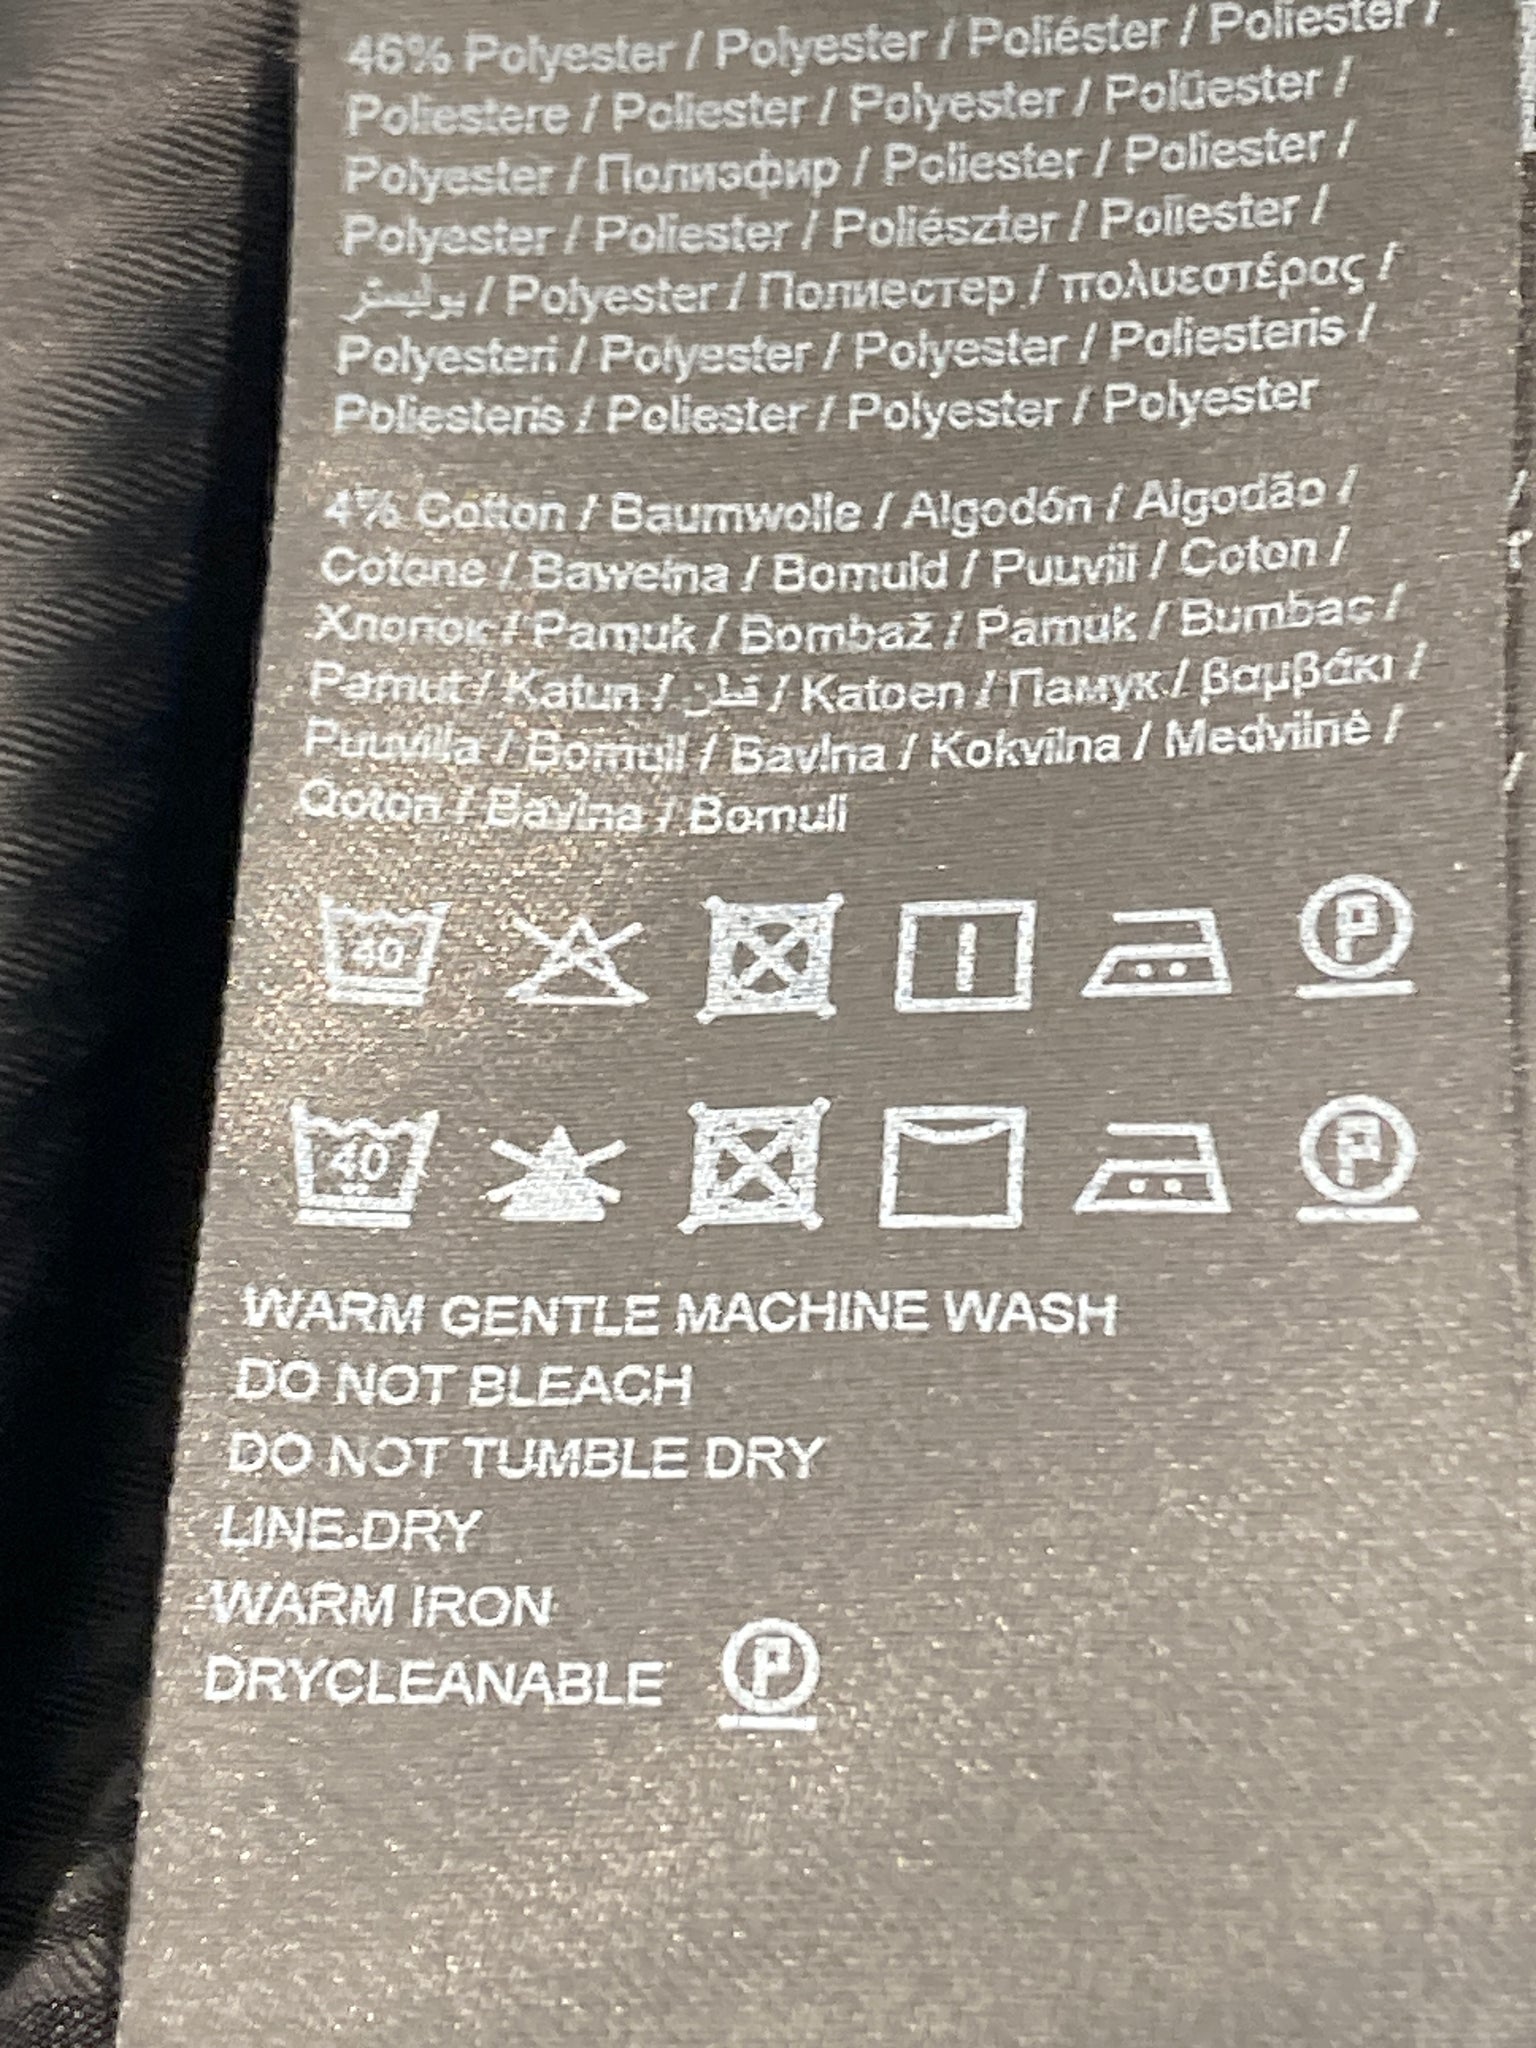 46% Polyester / Polyester / Poliéster / Poliester /
Poliestere / Poliester / Polyester / Polüester /
Polyester / Полиэфир / Poliester / Poliester /
Polyester / Poliester / Poliészter / Poliester /
بوليستر / Polyester / Полиестер / πολυεστέρας /
Polyesteri / Polyester / Polyester / Poliesteris /
Poliesteris / Poliester / Polyester / Polyester
4% Cotton / Baumwolle / Algodón / Algodão /
Cotone / Bawełna / Bomuld / Puuvill / Coton /
Хлопок / Pamuk / Bombaž / Pamuk / Bumbac /
Pamut / Katun / قطن / Katoen / Памук / βαμβάκι /
Puuvilla / Bomull / Bavlna / Kokvilna / Medvilnė /
Qoton / Bavlna / Bomull
40 P
40 P
WARM GENTLE MACHINE WASH
DO NOT BLEACH
DO NOT TUMBLE DRY
LINE.DRY
WARM IRON
DRYCLEANABLE P